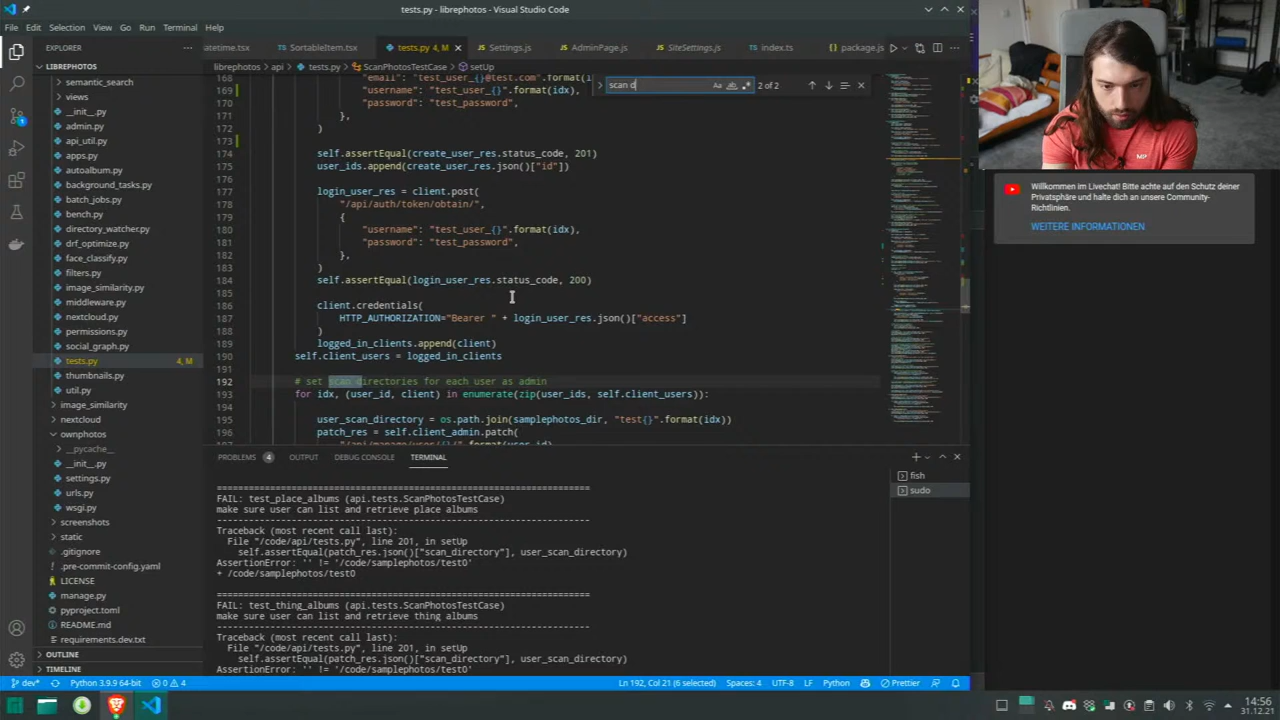 tests.py - librephotos - Visual Studio Code
File Edit Selection View Go Run Terminal Help
EXPLORER ...
atetime.tsx SortableItem.tsx tests.py 4, M Settings.js AdminPage.js SiteSettings.js index.ts package.js
LIBREPHOTOS
librephotos > api > tests.py > ScanPhotosTestCase > setUp
semantic_search
views
__init__.py
admin.py
api_util.py
apps.py
autoalbum.py
background_tasks.py
batch_jobs.py
bench.py
directory_watcher.py
drf_optimize.py
face_classify.py
filters.py
image_similarity.py
middleware.py
nextcloud.py
permissions.py
social_graph.py
tests.py 4, M
thumbnails.py
util.py
image_similarity
nextcloud
ownphotos
__pycache__
__init__.py
settings.py
urls.py
wsgi.py
screenshots
static
.gitignore
.pre-commit-config.yaml
LICENSE
manage.py
pyproject.toml
README.md
requirements.dev.txt
OUTLINE
TIMELINE
scan d Aa ab 2 of 2
168 "email": "test_user_{}@test.com".format(i
169 "username": "test_user_{}".format(idx),
170 "password": "test_password",
171 },
172 )
173
174 self.assertEqual(create_user_res.status_code, 201)
175 user_ids.append(create_user_res.json()["id"])
176
177 login_user_res = client.post(
178 "/api/auth/token/obtain/",
179 {
180 "username": "test_user_{}".format(idx),
181 "password": "test_password",
182 },
183 )
184 self.assertEqual(login_user_res.status_code, 200)
185
186 client.credentials(
187 HTTP_AUTHORIZATION="Bearer " + login_user_res.json()["access"]
188 )
189 logged_in_clients.append(client)
190 self.client_users = logged_in_clients
191
192 # set scan directories for each user as admin
193 for idx, (user_id, client) in enumerate(zip(user_ids, self.client_users)):
194
195 user_scan_directory = os.path.join(samplephotos_dir, "test{}".format(idx))
196 patch_res = self.client_admin.patch(
197 "/api/manage/user/{}/".format(user_id)
PROBLEMS 4 OUTPUT DEBUG CONSOLE TERMINAL
fish
sudo
======================================================================
FAIL: test_place_albums (api.tests.ScanPhotosTestCase)
make sure user can list and retrieve place albums
----------------------------------------------------------------------
Traceback (most recent call last):
File "/code/api/tests.py", line 201, in setUp
self.assertEqual(patch_res.json()["scan_directory"], user_scan_directory)
AssertionError: '' != '/code/samplephotos/test0'
+ /code/samplephotos/test0
======================================================================
FAIL: test_thing_albums (api.tests.ScanPhotosTestCase)
make sure user can list and retrieve thing albums
----------------------------------------------------------------------
Traceback (most recent call last):
File "/code/api/tests.py", line 201, in setUp
self.assertEqual(patch_res.json()["scan_directory"], user_scan_directory)
AssertionError: '' != '/code/samplephotos/test0'
dev* Python 3.9.9 64-bit 0 4 Ln 192, Col 21 (6 selected) Spaces: 4 UTF-8 LF Python Prettier
Willkommen im Livechat! Bitte achte auf den Schutz deiner
Privatsphäre und halte dich an unsere Community-
Richtlinien.
WEITERE INFORMATIONEN
14:56
31.12.21